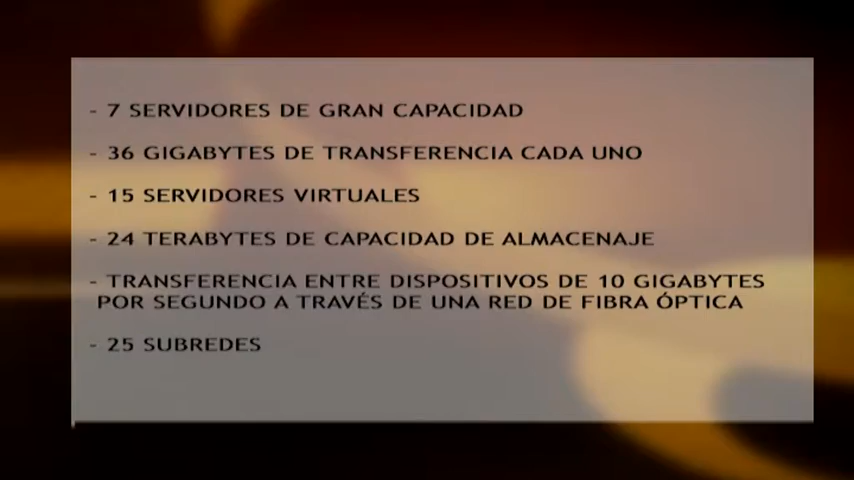 - 7 SERVIDORES DE GRAN CAPACIDAD
- 36 GIGABYTES DE TRANSFERENCIA CADA UNO
- 15 SERVIDORES VIRTUALES
- 24 TERABYTES DE CAPACIDAD DE ALMACENAJE
- TRANSFERENCIA ENTRE DISPOSITIVOS DE 10 GIGABYTES
POR SEGUNDO A TRAVÉS DE UNA RED DE FIBRA ÓPTICA
- 25 SUBREDES